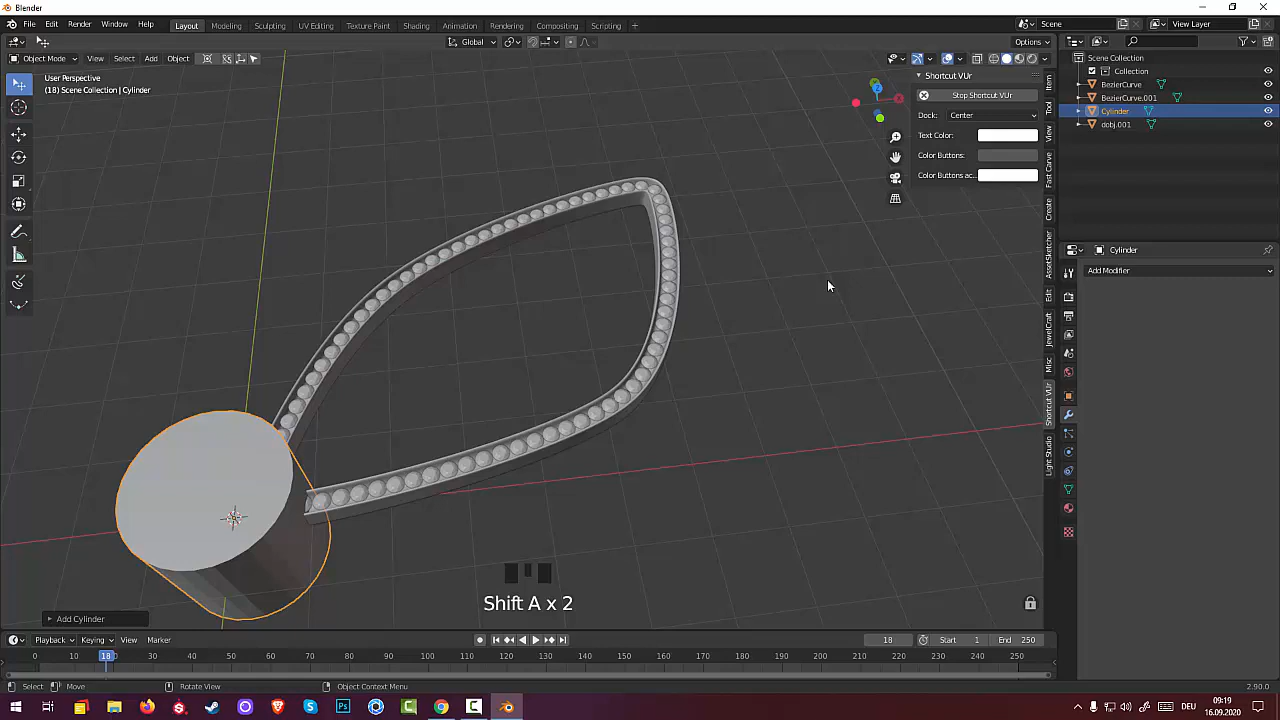 Blender
File Edit Render Window Help Layout Modeling Sculpting UV Editing Texture Paint Shading Animation Rendering Compositing Scripting + Scene View Layer
Global Options
Object Mode View Select Add Object
User Perspective
(18) Scene Collection | Cylinder
Shortcut VUr
Stop Shortcut VUr
Dock: Center
Text Color:
Color Buttons:
Color Buttons ac..
Item
Tool
View
Fast Carve
Create
AssetSketcher
Edit
JewelCraft
Misc
Shortcut VUr
Light Studio
Scene Collection
Collection
BezierCurve
BezierCurve.001
Cylinder
dobj.001
Cylinder
Add Modifier
Shift A x 2
Add Cylinder
Playback Keying View Marker 18 Start 1 End 250
0 10 18 20 30 40 50 60 70 80 90 100 110 120 130 140 150 160 170 180 190 200 210 220 230 240 250
Select Move Rotate View Object Context Menu 2.90.0
DEU
09:19
16.09.2020